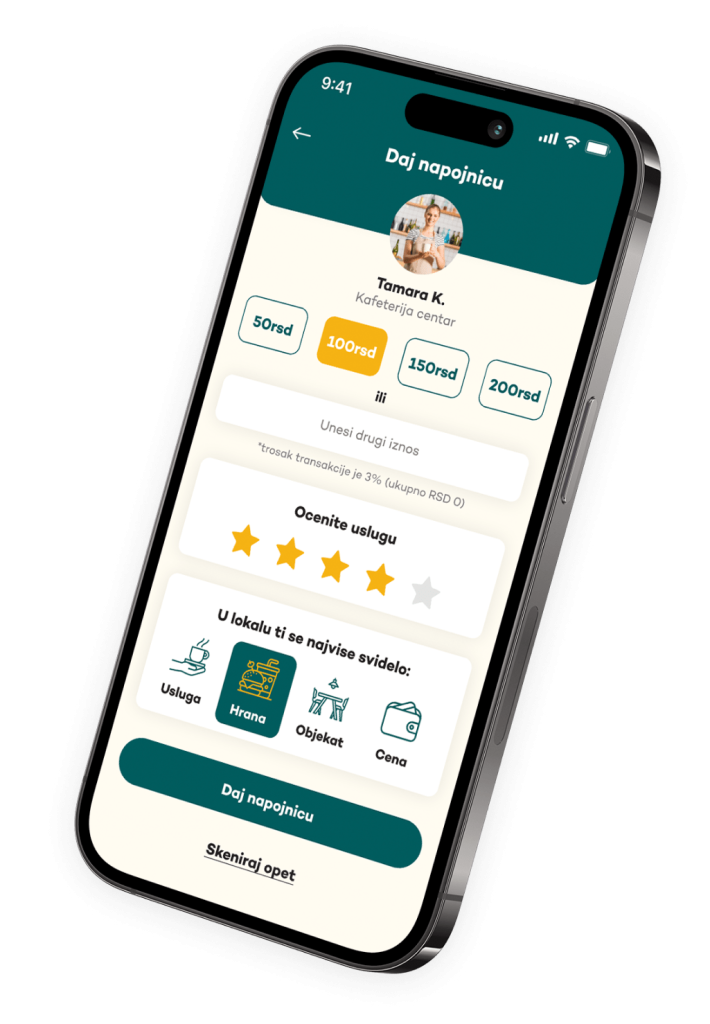 9:41
Daj napojnicu
Tamara K.
Kafeterija centar
50rsd
100rsd
150rsd
200rsd
ili
Unesi drugi iznos
*trosak transakcije je 3% (ukupno RSD 0)
Ocenite uslugu
U lokalu ti se najvise svidelo:
Usluga
Hrana
Objekat
Cena
Daj napojnicu
Skeniraj opet